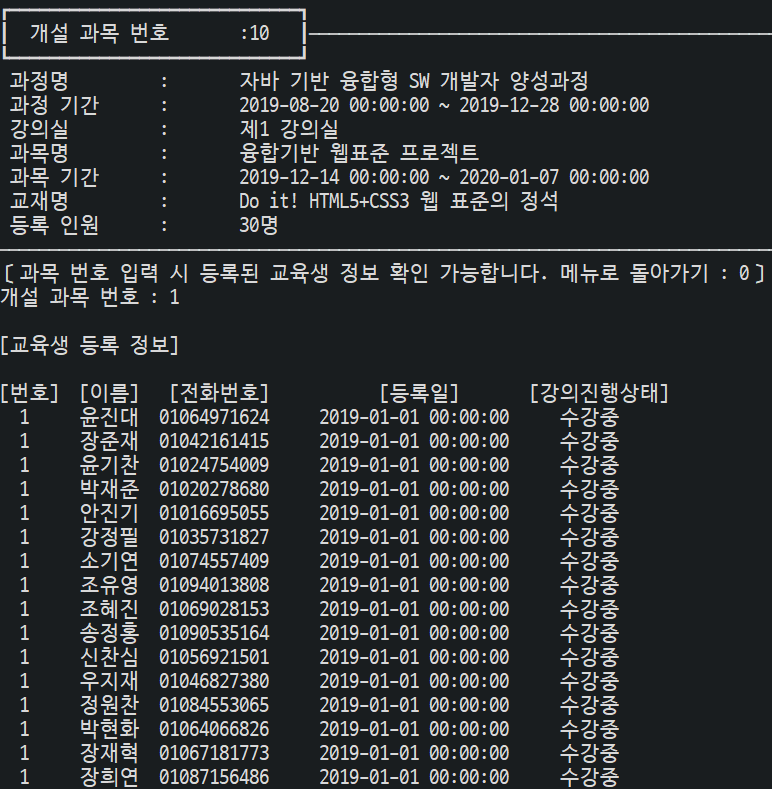 개설 과목 번호 :10
과정명 : 자바 기반 융합형 SW 개발자 양성과정
과정 기간 : 2019-08-20 00:00:00 ~ 2019-12-28 00:00:00
강의실 : 제1 강의실
과목명 : 융합기반 웹표준 프로젝트
과목 기간 : 2019-12-14 00:00:00 ~ 2020-01-07 00:00:00
교재명 : Do it! HTML5+CSS3 웹 표준의 정석
등록 인원 : 30명
〔과목 번호 입력 시 등록된 교육생 정보 확인 가능합니다. 메뉴로 돌아가기 : 0〕
개설 과목 번호 : 1
[교육생 등록 정보]
[번호] [이름] [전화번호] [등록일] [강의진행상태]
1 윤진대 01064971624 2019-01-01 00:00:00 수강중
1 장준재 01042161415 2019-01-01 00:00:00 수강중
1 윤기찬 01024754009 2019-01-01 00:00:00 수강중
1 박재준 01020278680 2019-01-01 00:00:00 수강중
1 안진기 01016695055 2019-01-01 00:00:00 수강중
1 강정필 01035731827 2019-01-01 00:00:00 수강중
1 소기연 01074557409 2019-01-01 00:00:00 수강중
1 조유영 01094013808 2019-01-01 00:00:00 수강중
1 조혜진 01069028153 2019-01-01 00:00:00 수강중
1 송정홍 01090535164 2019-01-01 00:00:00 수강중
1 신찬심 01056921501 2019-01-01 00:00:00 수강중
1 우지재 01046827380 2019-01-01 00:00:00 수강중
1 정원찬 01084553065 2019-01-01 00:00:00 수강중
1 박현화 01064066826 2019-01-01 00:00:00 수강중
1 장재혁 01067181773 2019-01-01 00:00:00 수강중
1 장희연 01087156486 2019-01-01 00:00:00 수강중